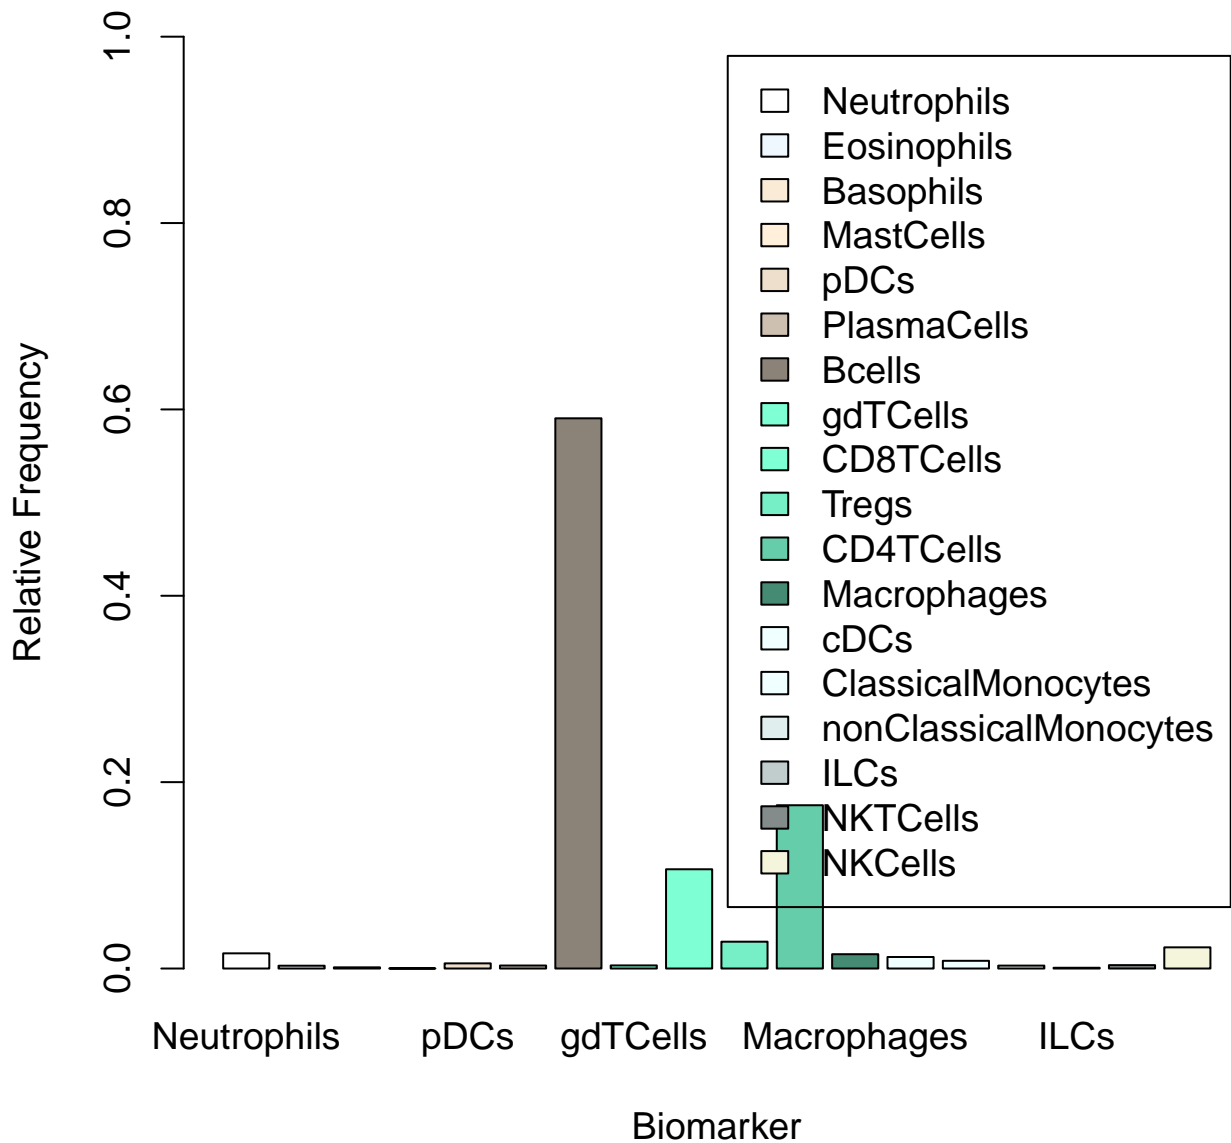 1.0
0.8
0.6
0.4
0.2
0.0
Relative Frequency
Neutrophils
Eosinophils
Basophils
MastCells
pDCs
PlasmaCells
Bcells
gdTCells
CD8TCells
Tregs
CD4TCells
Macrophages
cDCs
ClassicalMonocytes
nonClassicalMonocytes
ILCs
NKTCells
NKCells
Neutrophils pDCs gdTCells Macrophages ILCs
Biomarker